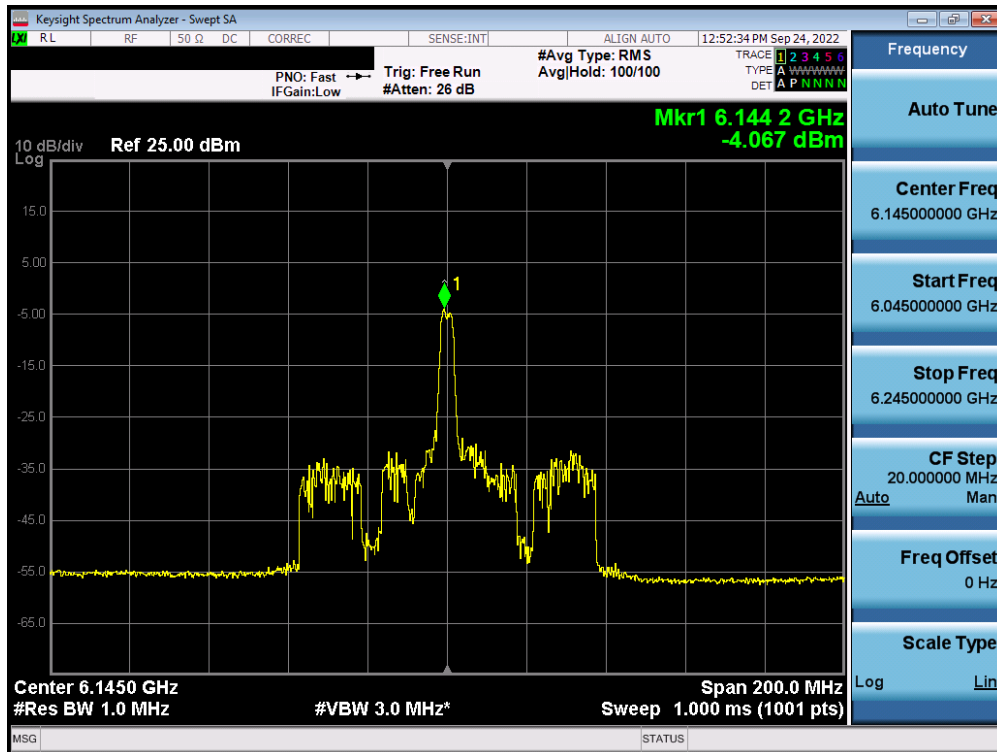 Keysight Spectrum Analyzer - Swept SA
LXI RL RF 50 Ω DC CORREC SENSE:INT ALIGN AUTO 12:52:34 PM Sep 24, 2022
PNO: Fast
IFGain:Low
Trig: Free Run
#Atten: 26 dB
#Avg Type: RMS
Avg|Hold: 100/100
TRACE 1 2 3 4 5 6
TYPE A WWWWWW
DET A P N N N N
Mkr1 6.144 2 GHz
-4.067 dBm
10 dB/div Ref 25.00 dBm
Log
15.0
5.00
1
-5.00
-15.0
-25.0
-35.0
-45.0
-55.0
-65.0
Center 6.1450 GHz Span 200.0 MHz
#Res BW 1.0 MHz #VBW 3.0 MHz* Sweep 1.000 ms (1001 pts)
MSG STATUS
Frequency
Auto Tune
Center Freq
6.145000000 GHz
Start Freq
6.045000000 GHz
Stop Freq
6.245000000 GHz
CF Step
20.000000 MHz
Auto Man
Freq Offset
0 Hz
Scale Type
Log Lin